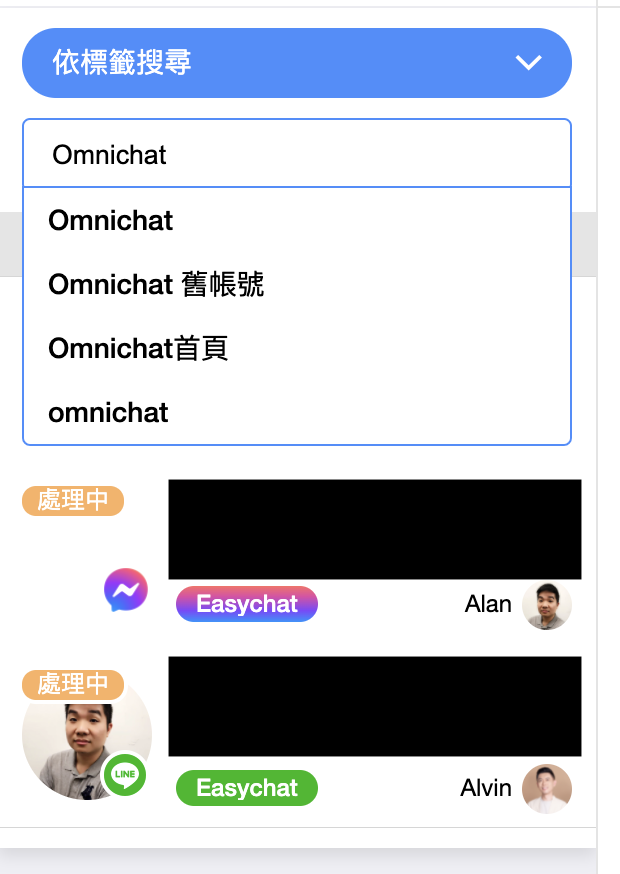 依標籤搜尋
Omnichat
Omnichat
Omnichat 舊帳號
Omnichat首頁
omnichat
處理中
Easychat
Alan
處理中
LINE
Easychat
Alvin